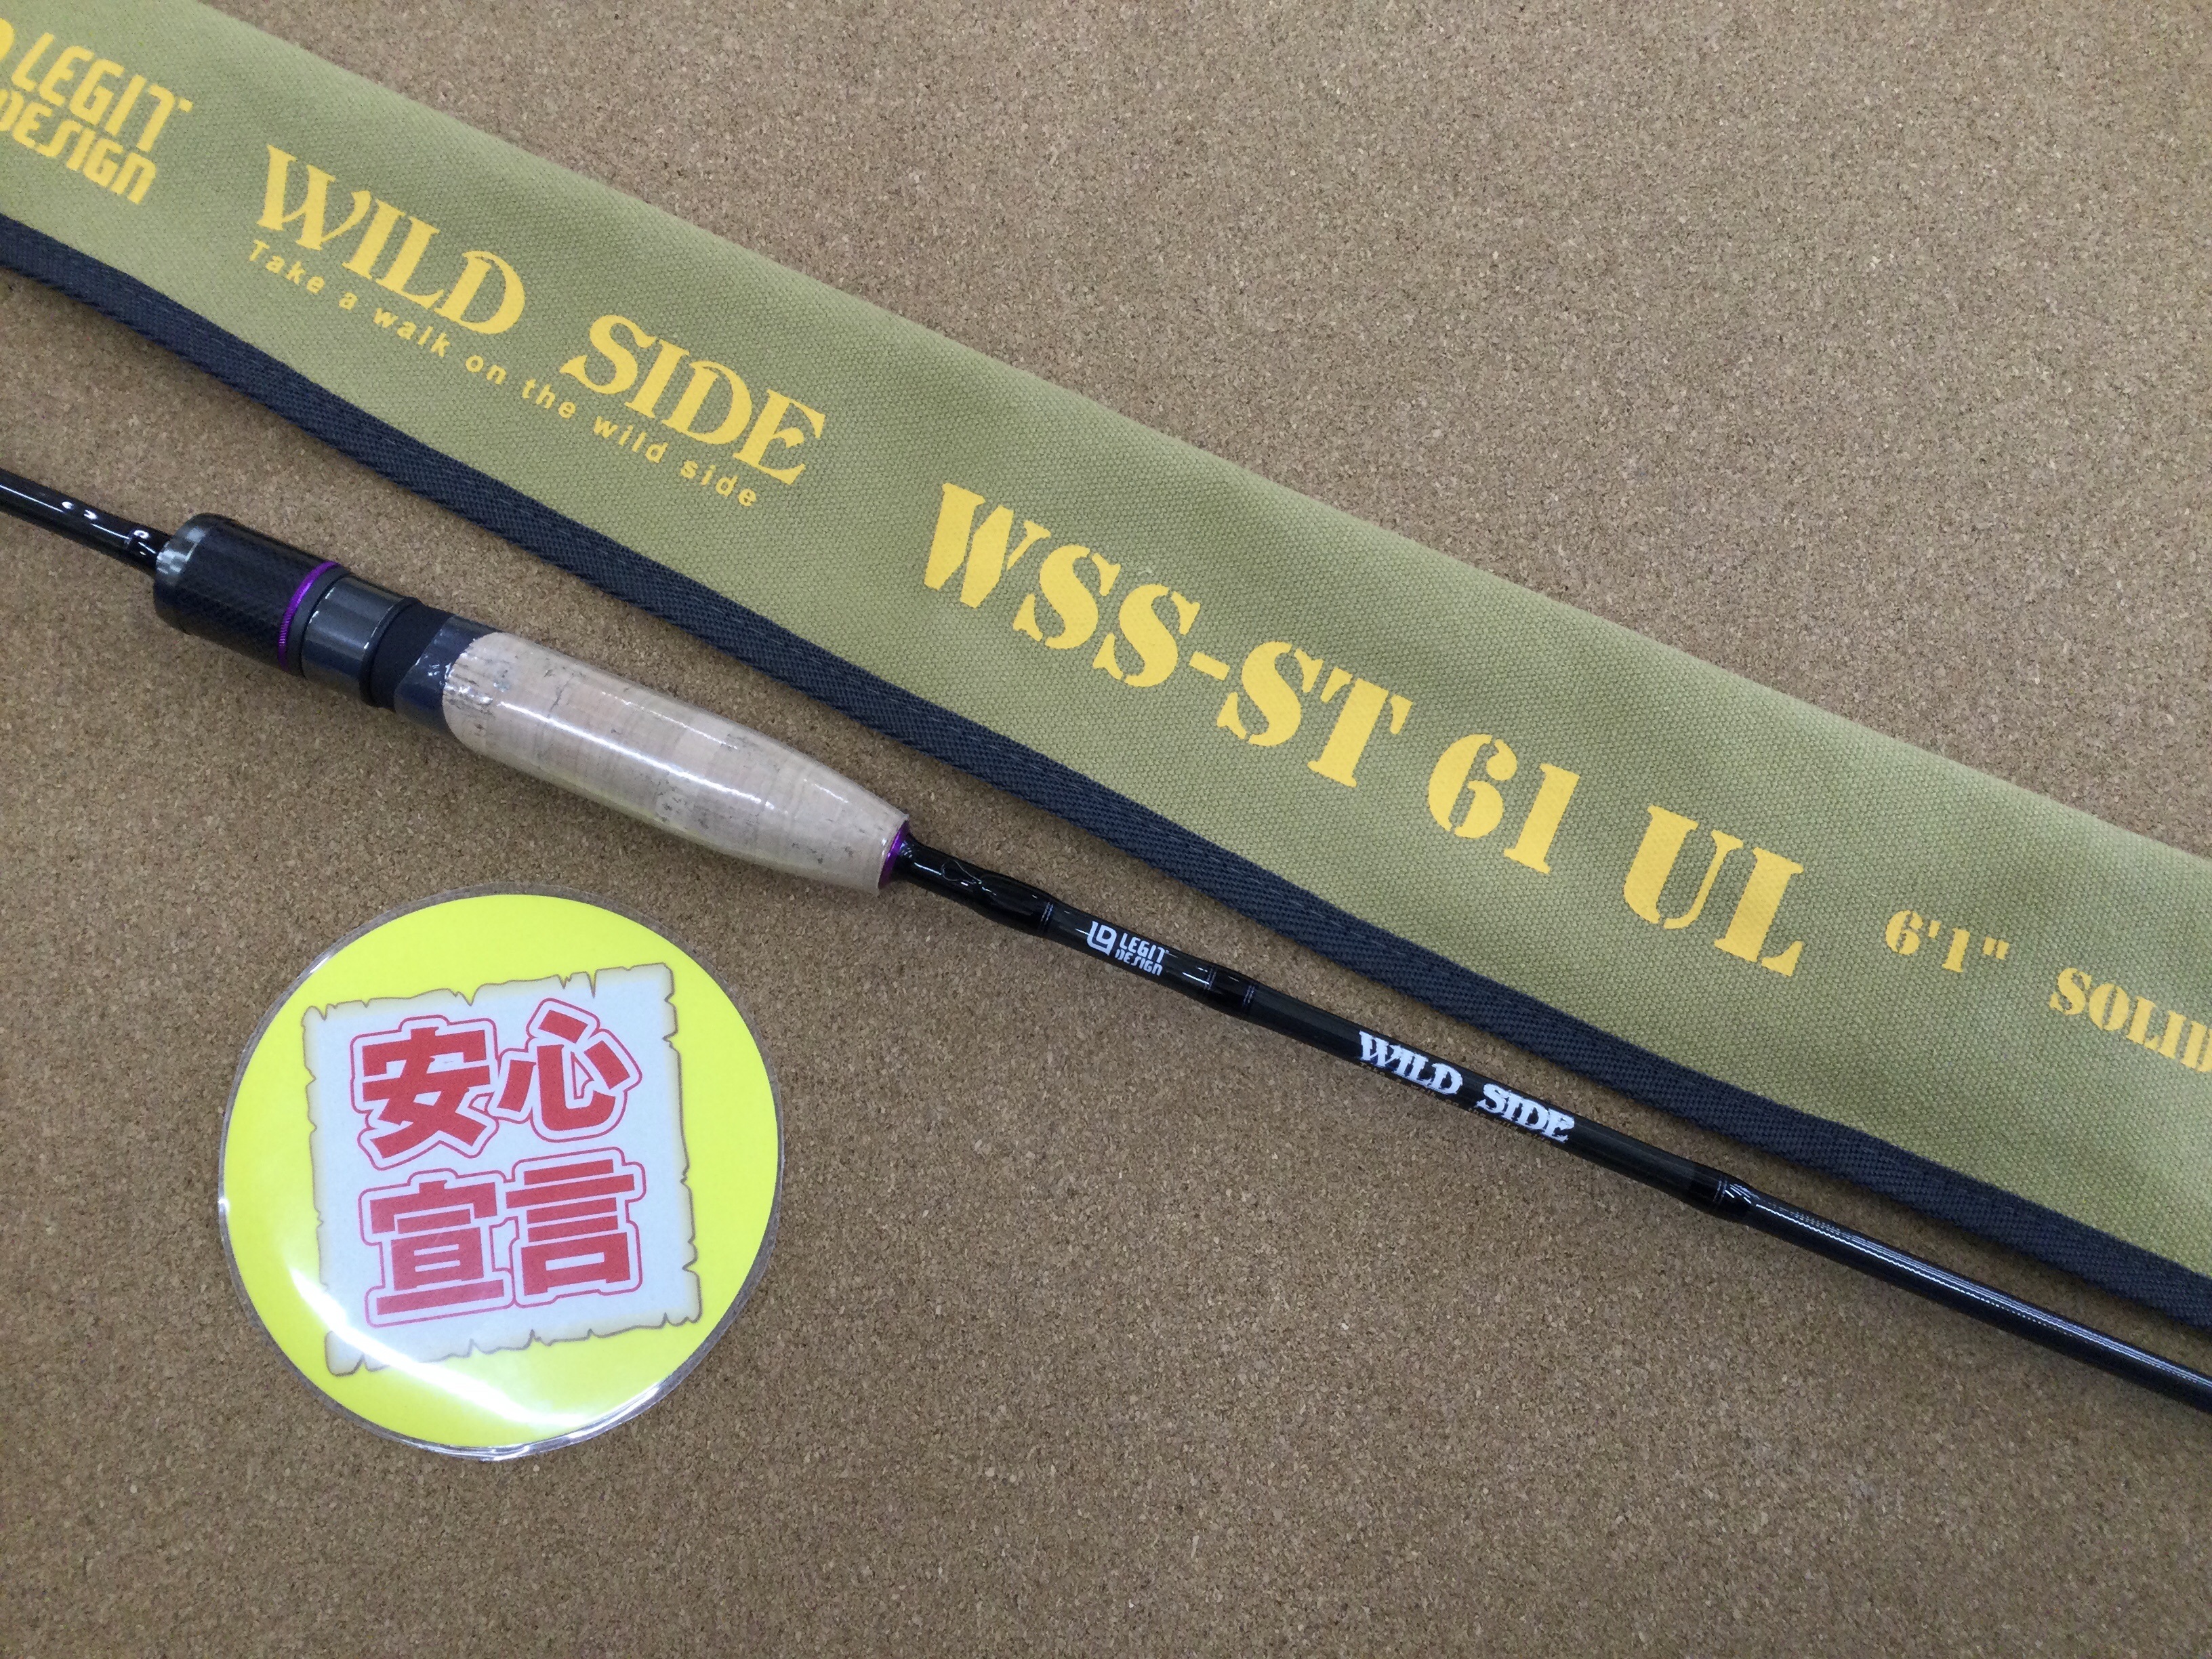 LEGIT
DESIGN
WILD SIDE
Take a walk on the wild side
WSS-ST 61 UL 6'1" SOLID
LEGIT
DESIGN
WILD SIDE
安心
宣言